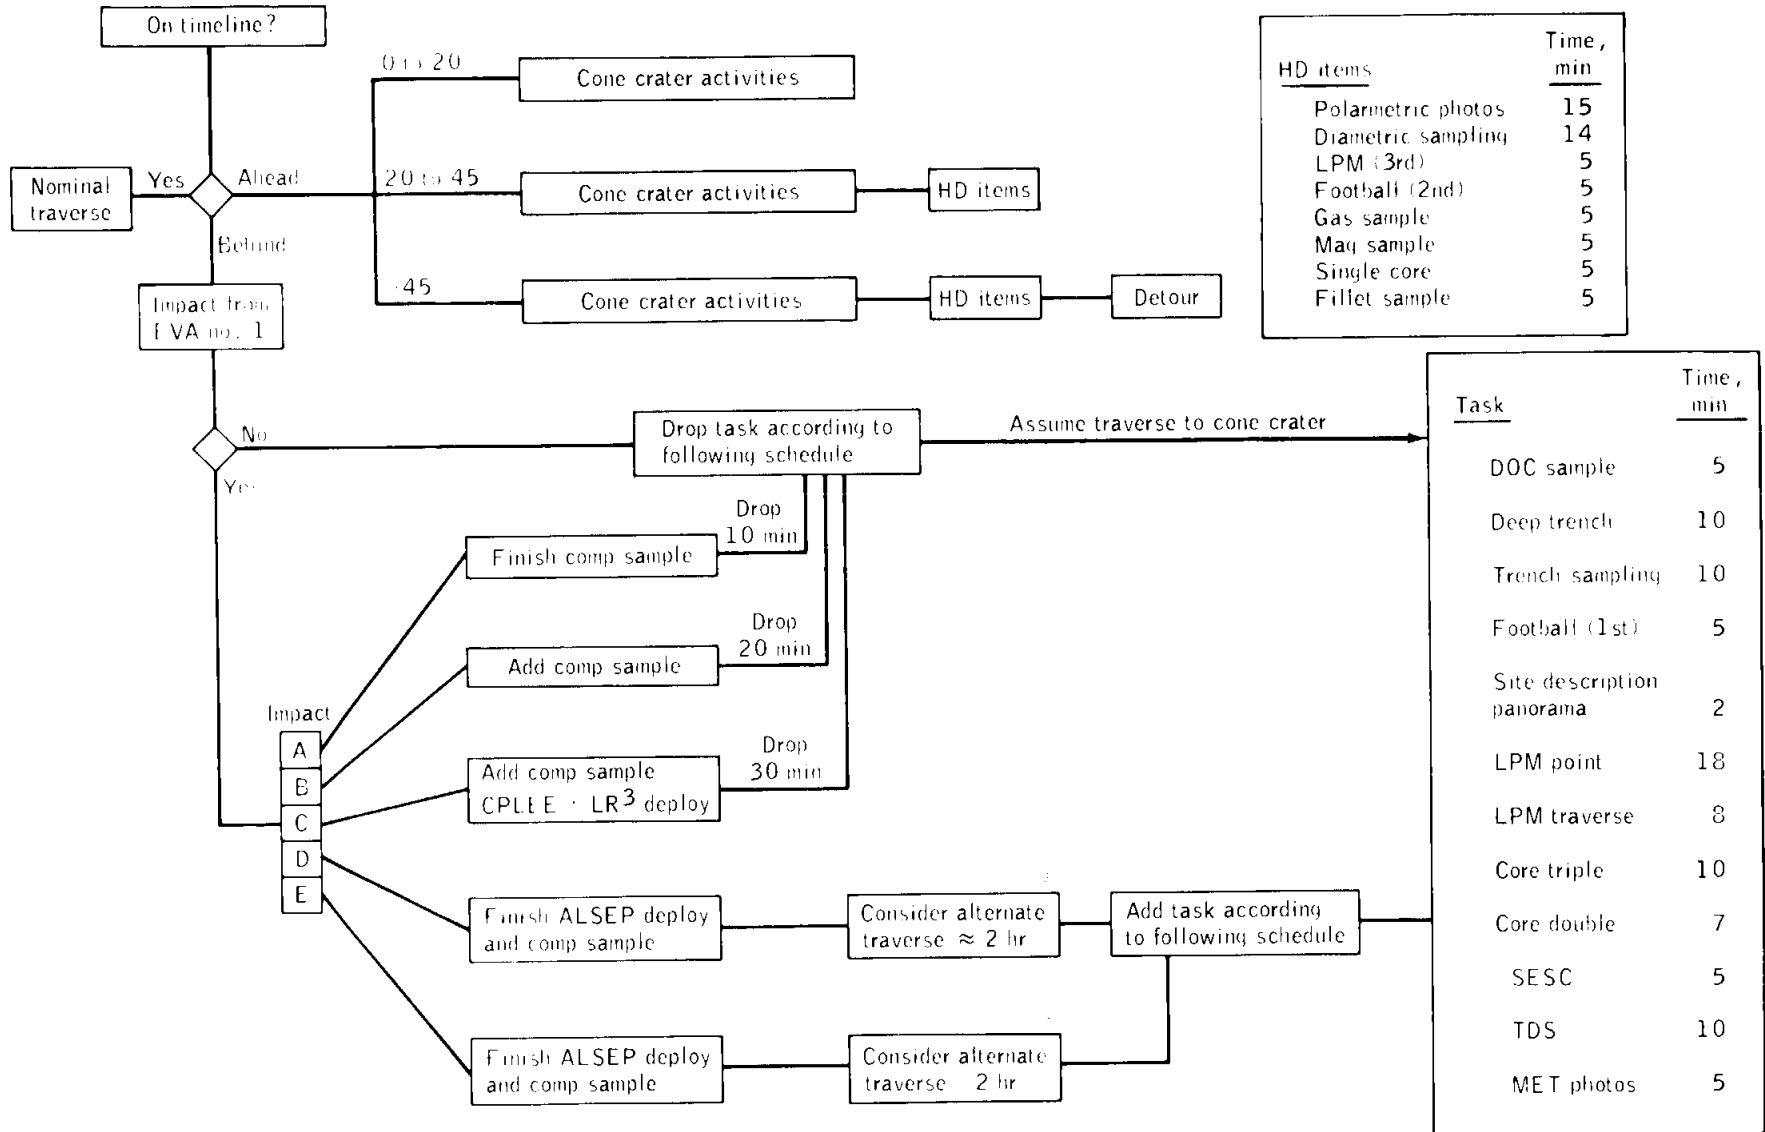 On timeline?
0 to 20
Cone crater activities
Nominal
traverse
Yes
Ahead
20 to 45
Cone crater activities
HD items
Behind
45
Cone crater activities
HD items
Detour
Impact from
EVA no. 1
HD items
Time,
min
Polarimetric photos 15
Diametric sampling 14
LPM (3rd) 5
Football (2nd) 5
Gas sample 5
Mag sample 5
Single core 5
Fillet sample 5
No
Drop task according to
following schedule
Assume traverse to cone crater
Yes
Drop
10 min
Finish comp sample
Drop
20 min
Add comp sample
Drop
30 min
Add comp sample
CPLEE · LR³ deploy
Impact
A
B
C
D
E
Finish ALSEP deploy
and comp sample
Consider alternate
traverse ≈ 2 hr
Add task according
to following schedule
Finish ALSEP deploy
and comp sample
Consider alternate
traverse 2 hr
Task
Time,
min
DOC sample 5
Deep trench 10
Trench sampling 10
Football (1st) 5
Site description
panorama 2
LPM point 18
LPM traverse 8
Core triple 10
Core double 7
SESC 5
TDS 10
MET photos 5